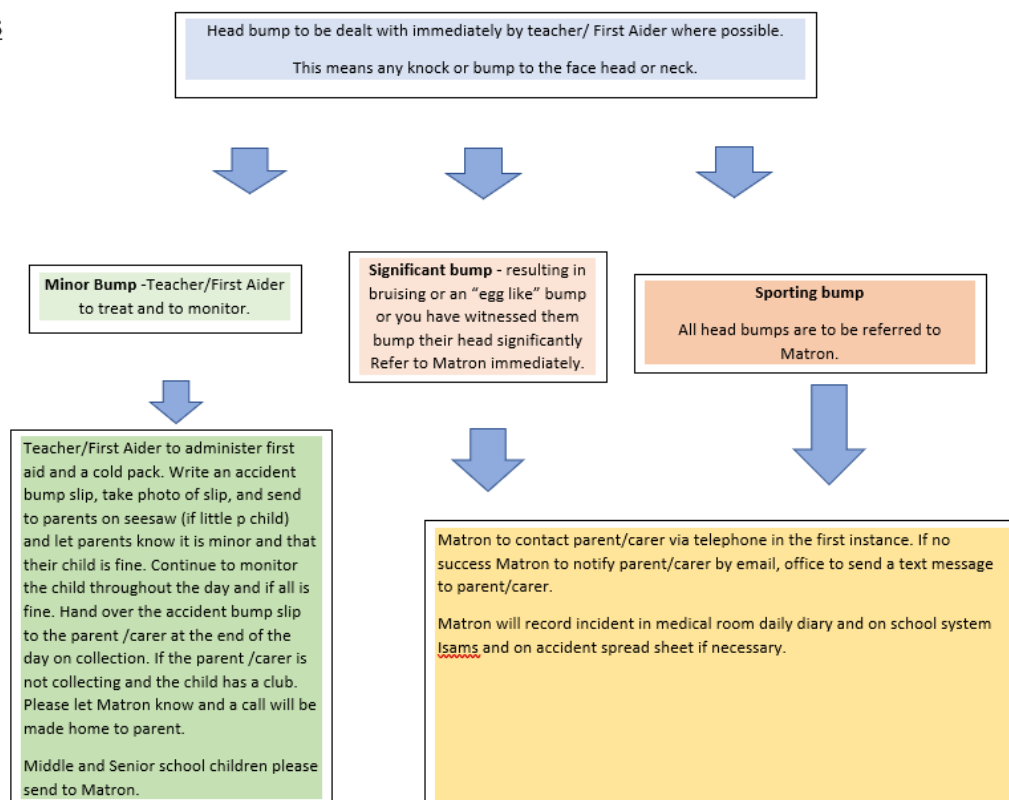 Head bump to be dealt with immediately by teacher/ First Aider where possible.
This means any knock or bump to the face head or neck.
Minor Bump -Teacher/First Aider
to treat and to monitor.
Significant bump - resulting in
bruising or an “egg like” bump
or you have witnessed them
bump their head significantly
Refer to Matron immediately.
Sporting bump
All head bumps are to be referred to
Matron.
Teacher/First Aider to administer first
aid and a cold pack. Write an accident
bump slip, take photo of slip, and send
to parents on seesaw (if little p child)
and let parents know it is minor and that
their child is fine. Continue to monitor
the child throughout the day and if all is
fine. Hand over the accident bump slip
to the parent /carer at the end of the
day on collection. If the parent /carer is
not collecting and the child has a club.
Please let Matron know and a call will be
made home to parent.
Middle and Senior school children please
send to Matron.
Matron to contact parent/carer via telephone in the first instance. If no
success Matron to notify parent/carer by email, office to send a text message
to parent/carer.
Matron will record incident in medical room daily diary and on school system
Isams and on accident spread sheet if necessary.